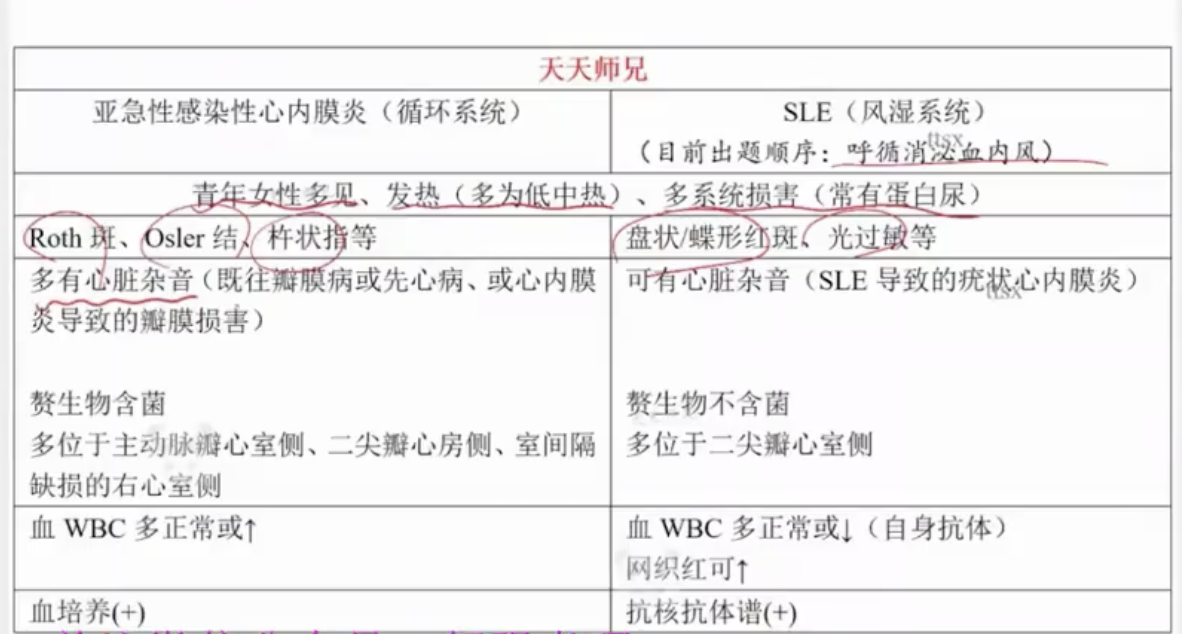 天天师兄
亚急性感染性心内膜炎（循环系统）
SLE（风湿系统）
（目前出题顺序：呼循消泌血内风）
ttsx
青年女性多见、发热（多为低中热）、多系统损害（常有蛋白尿）
Roth 斑、Osler 结、杵状指等
盘状/蝶形红斑、光过敏等
多有心脏杂音（既往瓣膜病或先心病、或心内膜
炎导致的瓣膜损害）
可有心脏杂音（SLE 导致的疣状心内膜炎）
ttsx
赘生物含菌
多位于主动脉瓣心室侧、二尖瓣心房侧、室间隔
缺损的右心室侧
赘生物不含菌
多位于二尖瓣心室侧
血 WBC 多正常或↑
血 WBC 多正常或↓（自身抗体）
网织红可↑
血培养(+)
抗核抗体谱(+)